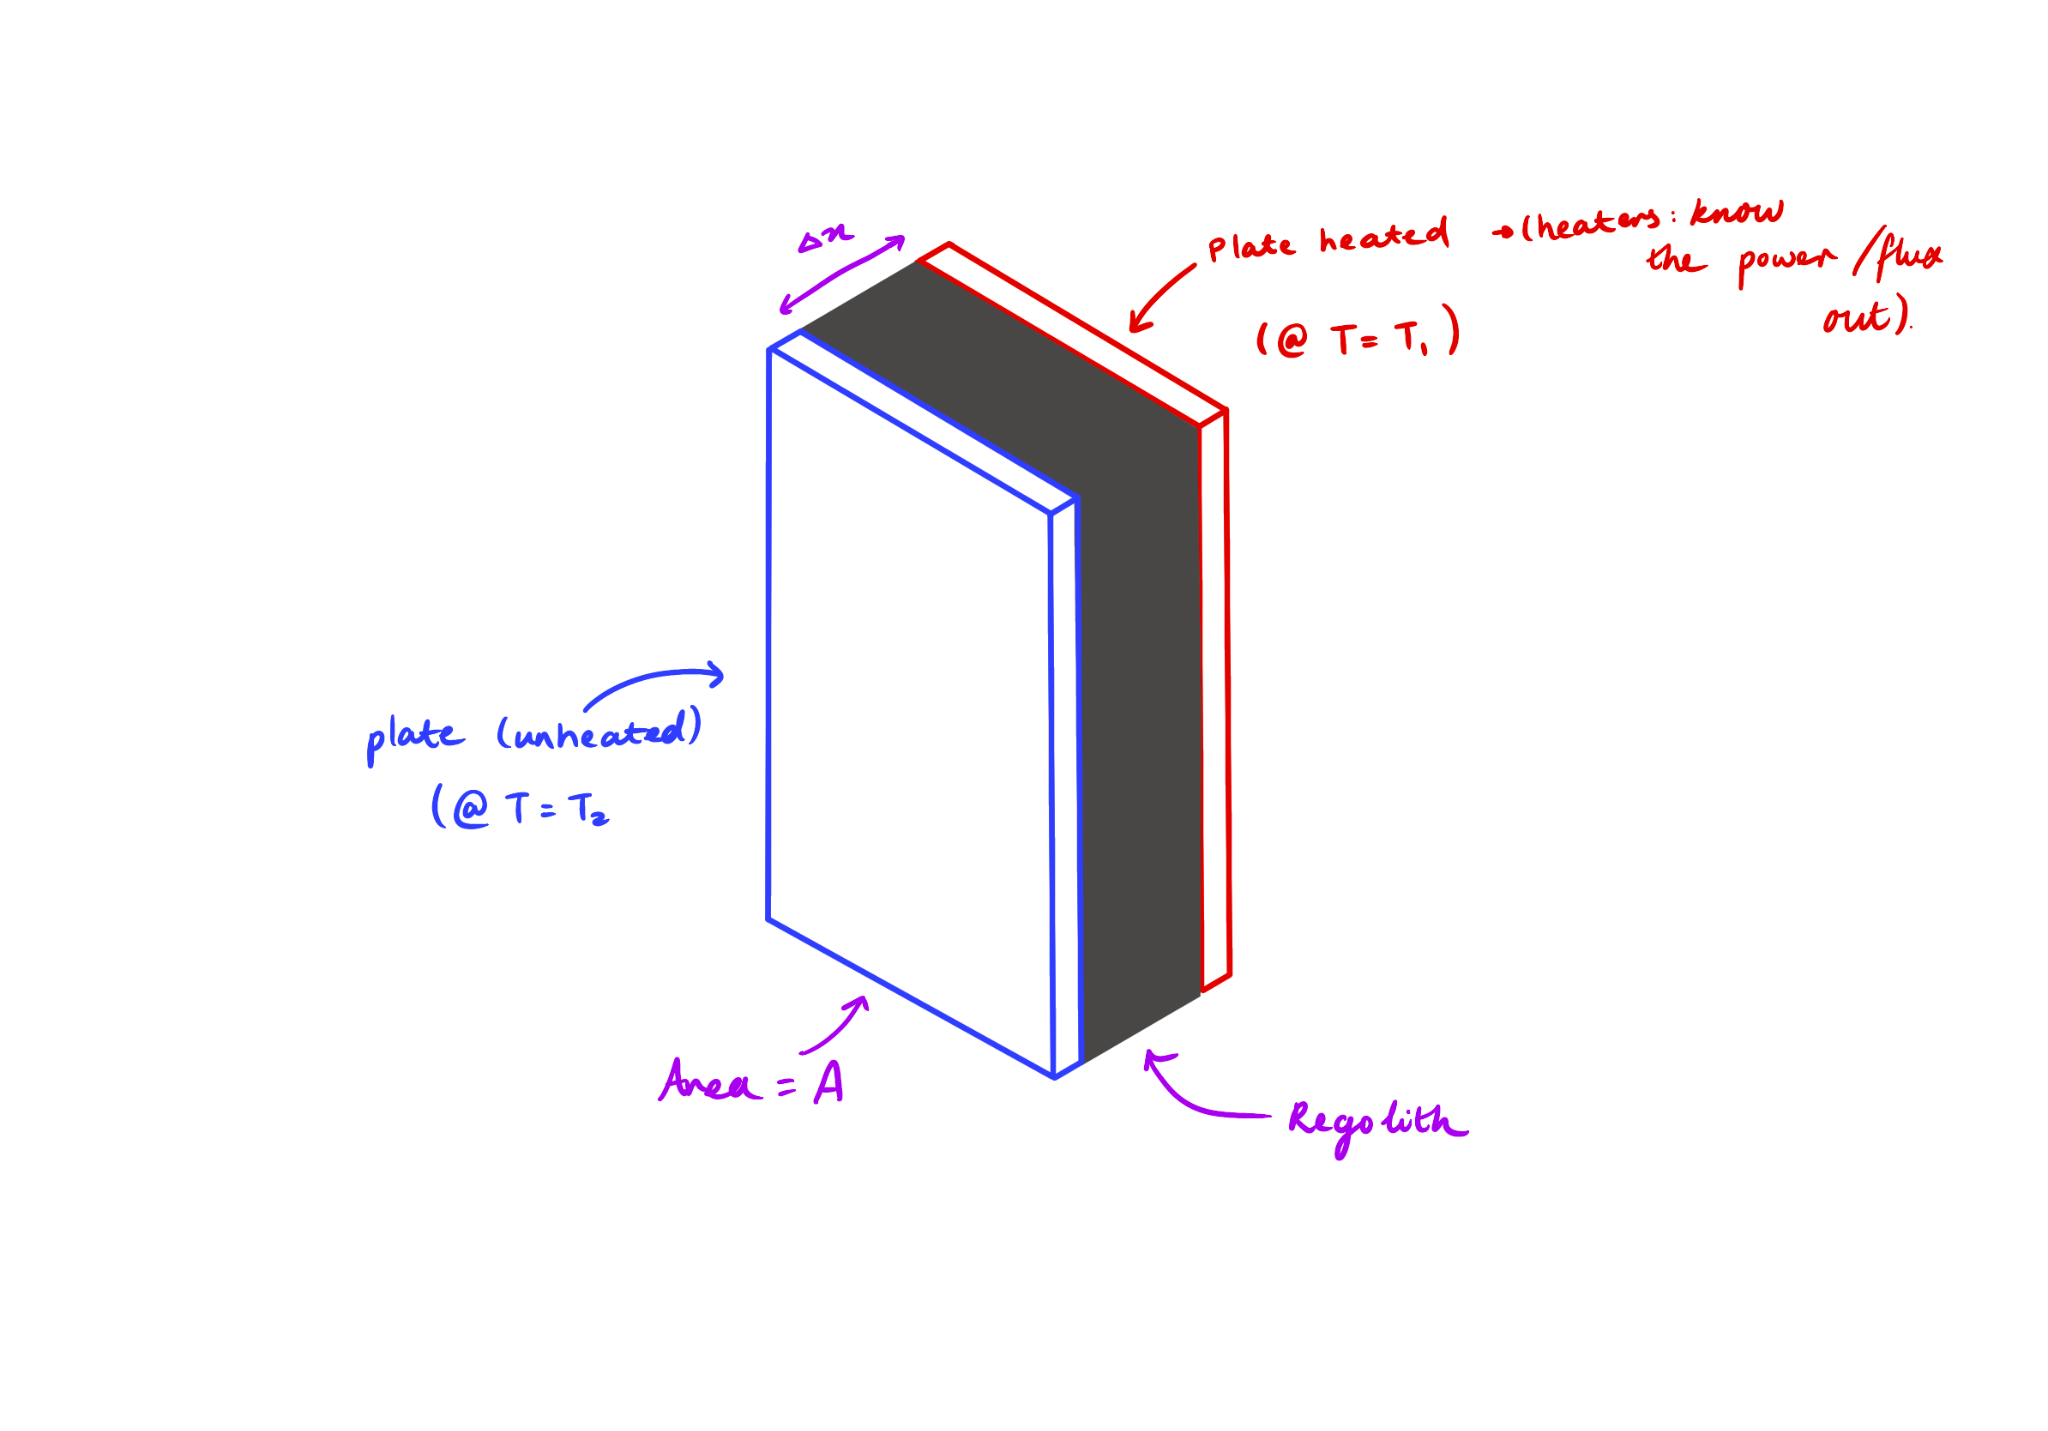 Δx
Plate heated → (heaters: know
the power/flux
out).
(@ T= T₁)
plate (unheated)
(@ T= T₂
Area = A
Regolith